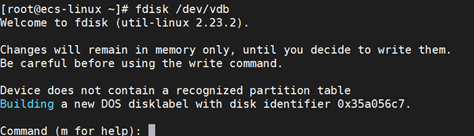 [root@ecs-linux ~]# fdisk /dev/vdb
Welcome to fdisk (util-linux 2.23.2).
Changes will remain in memory only, until you decide to write them.
Be careful before using the write command.
Device does not contain a recognized partition table
Building a new DOS disklabel with disk identifier 0x35a056c7.
Command (m for help):